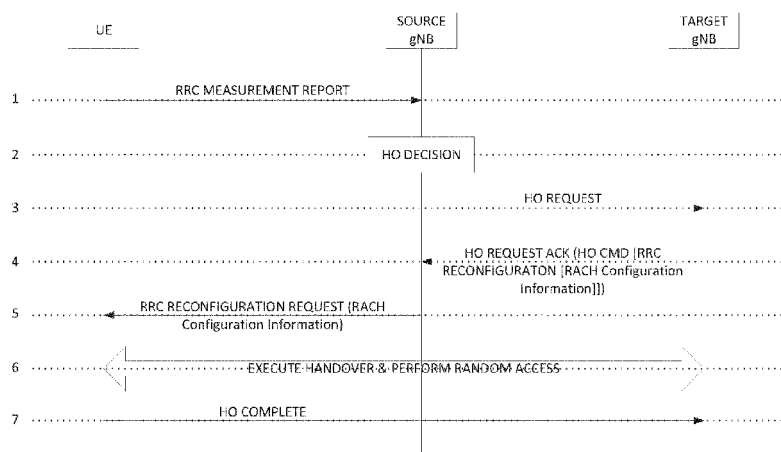 UE
SOURCE
gNB
TARGET
gNB
1
RRC MEASUREMENT REPORT
2
HO DECISION
3
HO REQUEST
4
HO REQUEST ACK (HO CMD [RRC
RECONFIGURATON [RACH Configuration
Information]])
5
RRC RECONFIGURATION REQUEST (RACH
Configuration Information)
6
EXECUTE HANDOVER & PERFORM RANDOM ACCESS
7
HO COMPLETE